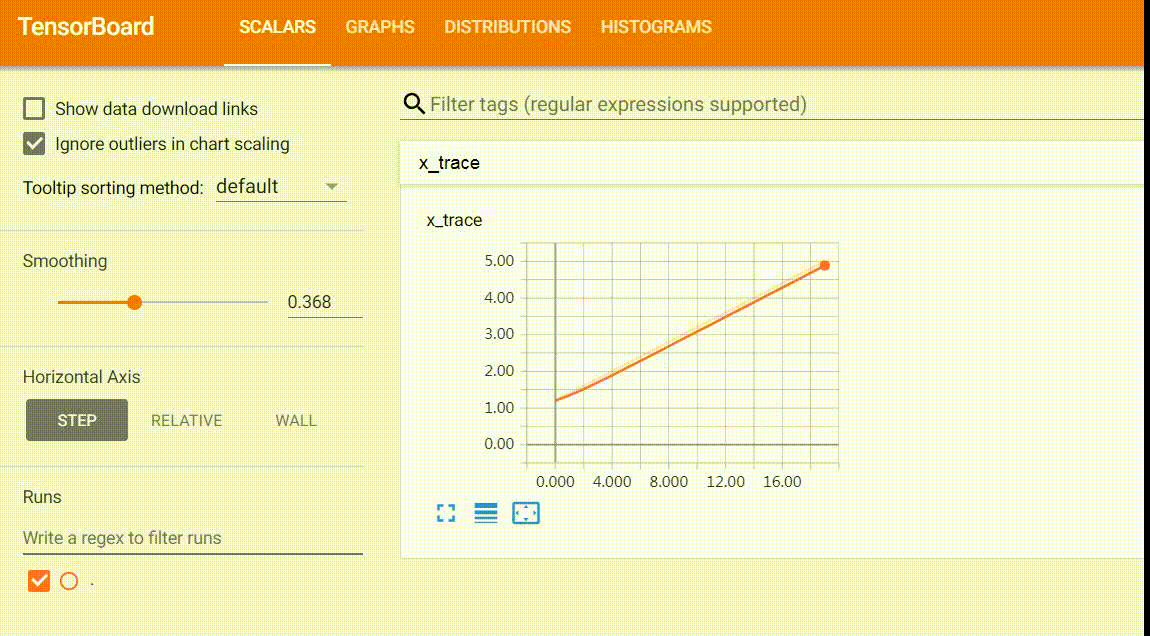 TensorBoard SCALARS GRAPHS DISTRIBUTIONS HISTOGRAMS
Show data download links
Ignore outliers in chart scaling
Tooltip sorting method: default
Smoothing
0.368
Horizontal Axis
STEP RELATIVE WALL
Runs
Write a regex to filter runs
.
Filter tags (regular expressions supported)
x_trace
x_trace
5.00
4.00
3.00
2.00
1.00
0.00
0.000 4.000 8.000 12.00 16.00